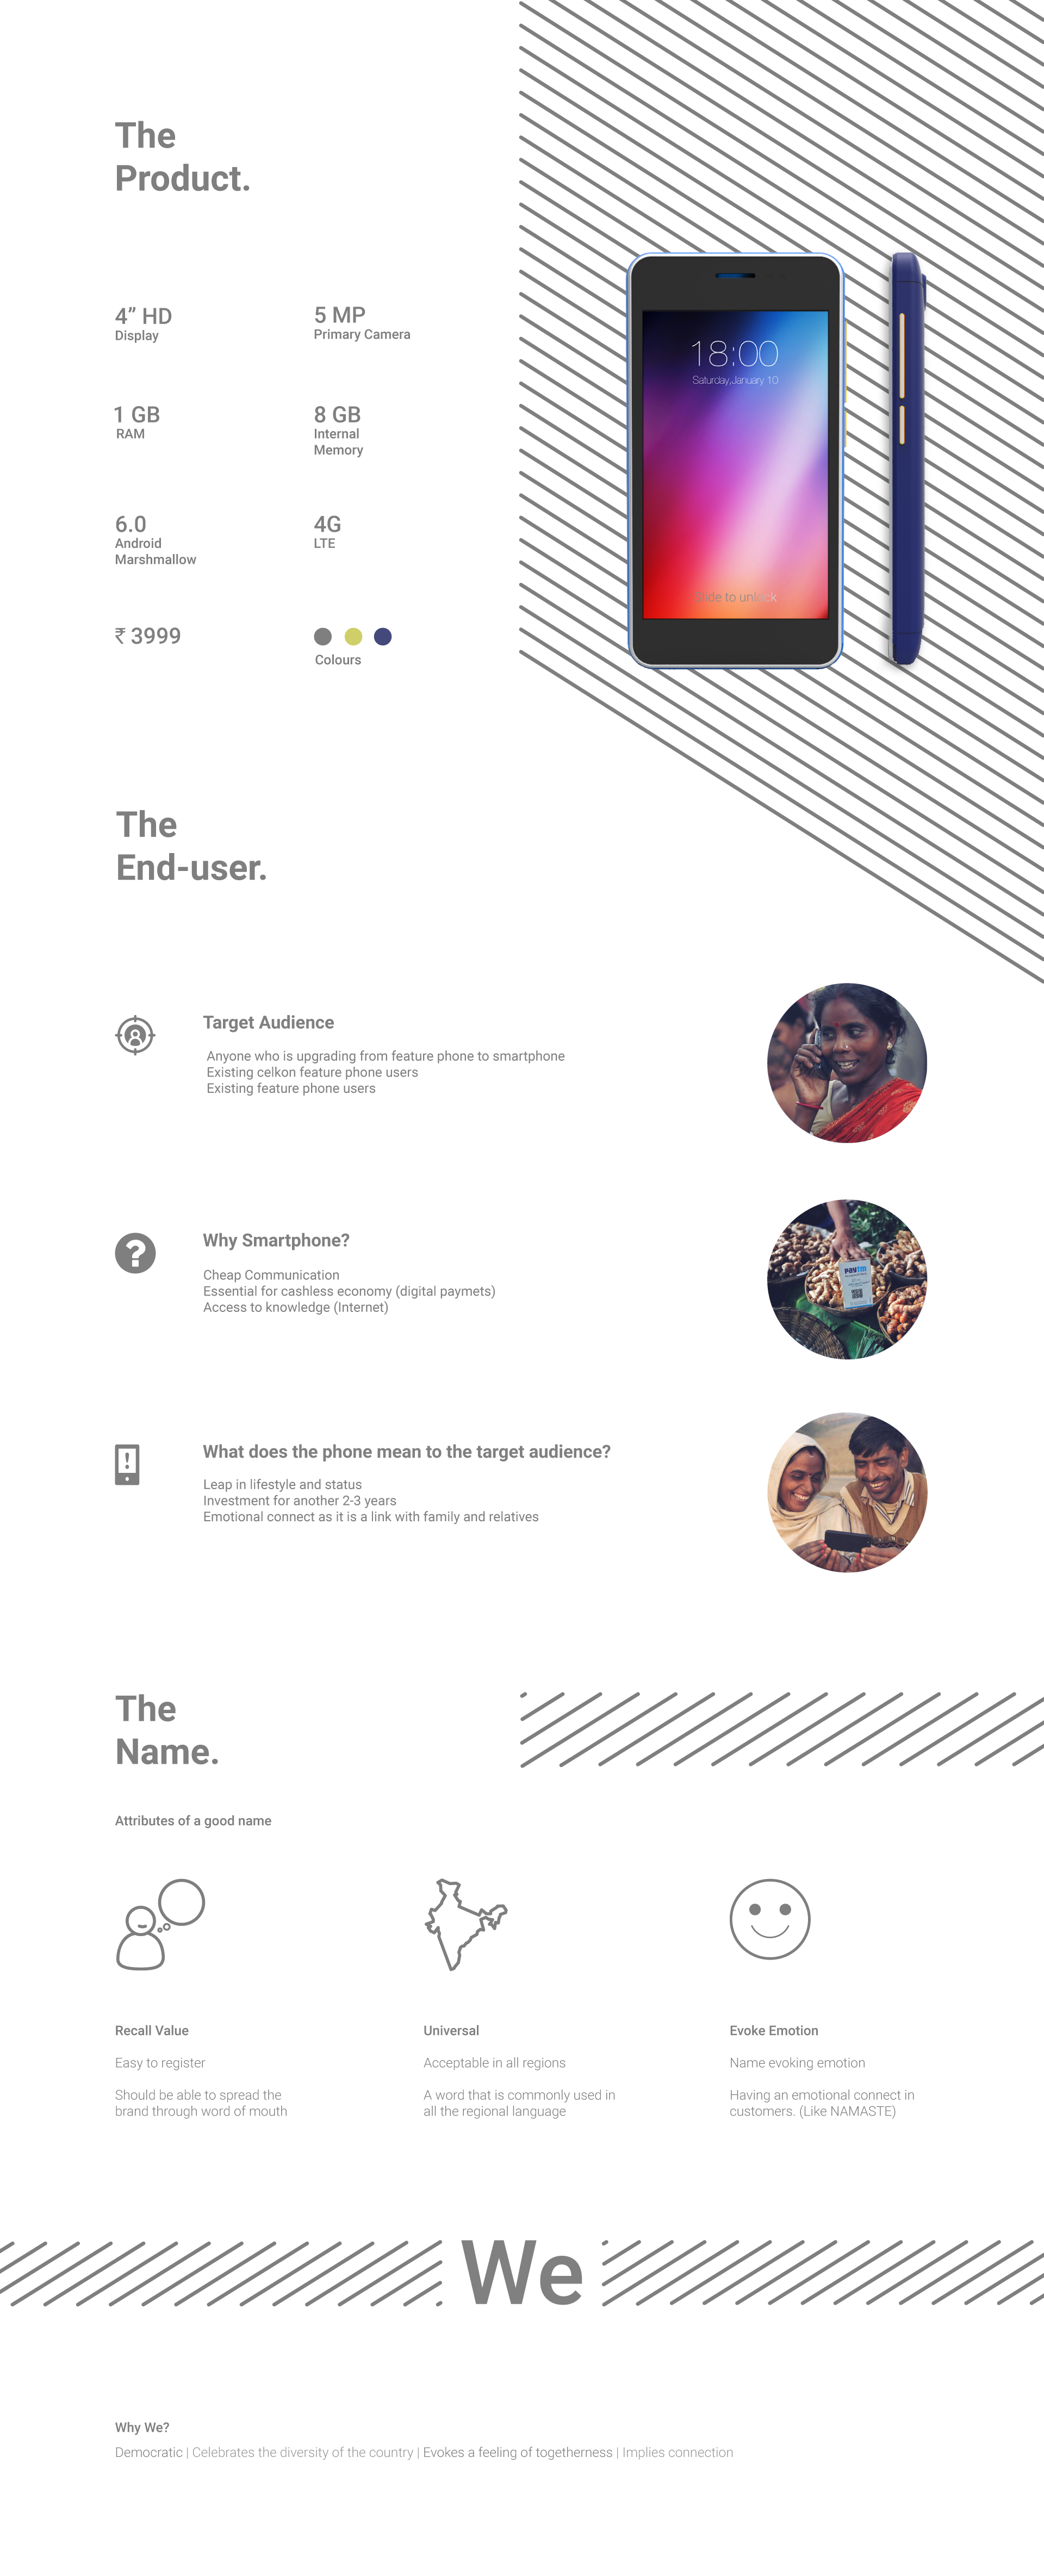 The
Product.
4” HD
Display
5 MP
Primary Camera
1 GB
RAM
8 GB
Internal
Memory
6.0
Android
Marshmallow
4G
LTE
₹ 3999
Colours
18:00
Saturday,January 10
Slide to unlock
The
End-user.
Target Audience
Anyone who is upgrading from feature phone to smartphone
Existing celkon feature phone users
Existing feature phone users
Why Smartphone?
Cheap Communication
Essential for cashless economy (digital paymets)
Access to knowledge (Internet)
Paytm
What does the phone mean to the target audience?
Leap in lifestyle and status
Investment for another 2-3 years
Emotional connect as it is a link with family and relatives
The
Name.
Attributes of a good name
Recall Value
Easy to register
Should be able to spread the
brand through word of mouth
Universal
Acceptable in all regions
A word that is commonly used in
all the regional language
Evoke Emotion
Name evoking emotion
Having an emotional connect in
customers. (Like NAMASTE)
We
Why We?
Democratic | Celebrates the diversity of the country | Evokes a feeling of togetherness | Implies connection